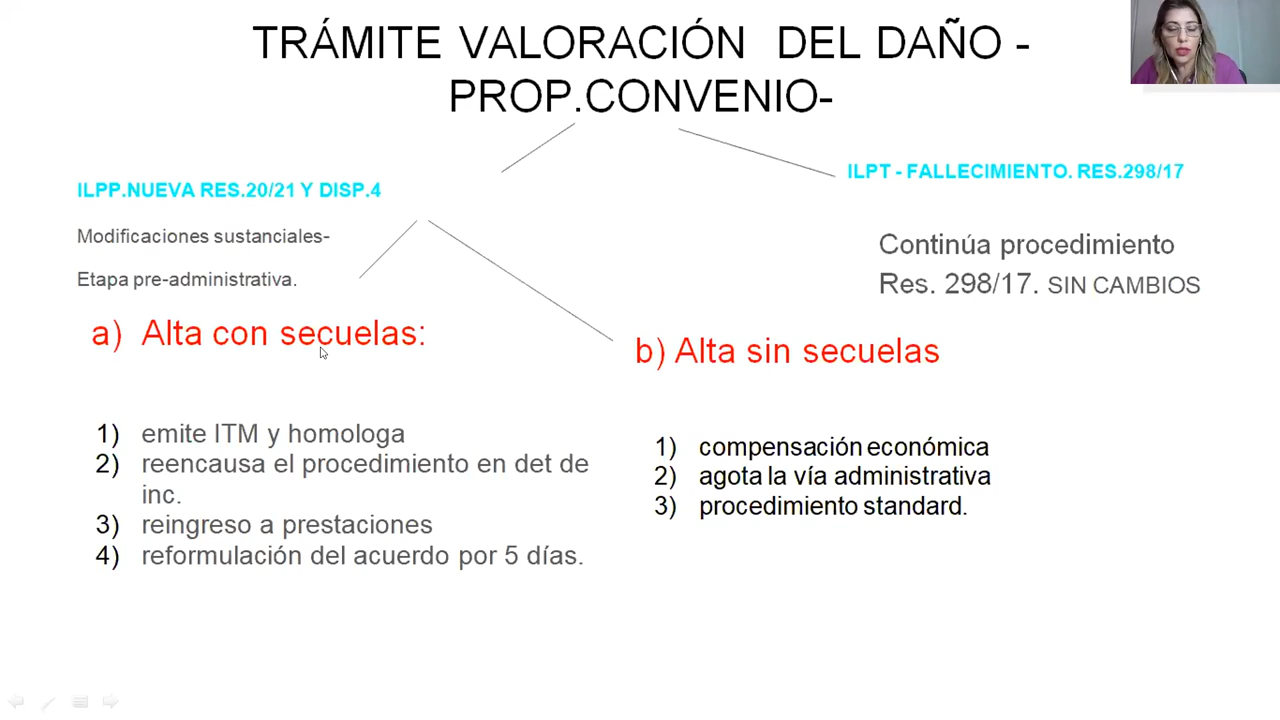 TRÁMITE VALORACIÓN DEL DAÑO -
PROP.CONVENIO-
ILPP.NUEVA RES.20/21 Y DISP.4
Modificaciones sustanciales-
Etapa pre-administrativa.
a) Alta con secuelas:
1) emite ITM y homologa
2) reencausa el procedimiento en det de
inc.
3) reingreso a prestaciones
4) reformulación del acuerdo por 5 días.
ILPT - FALLECIMIENTO. RES.298/17
Continúa procedimiento
Res. 298/17. SIN CAMBIOS
b) Alta sin secuelas
1) compensación económica
2) agota la vía administrativa
3) procedimiento standard.